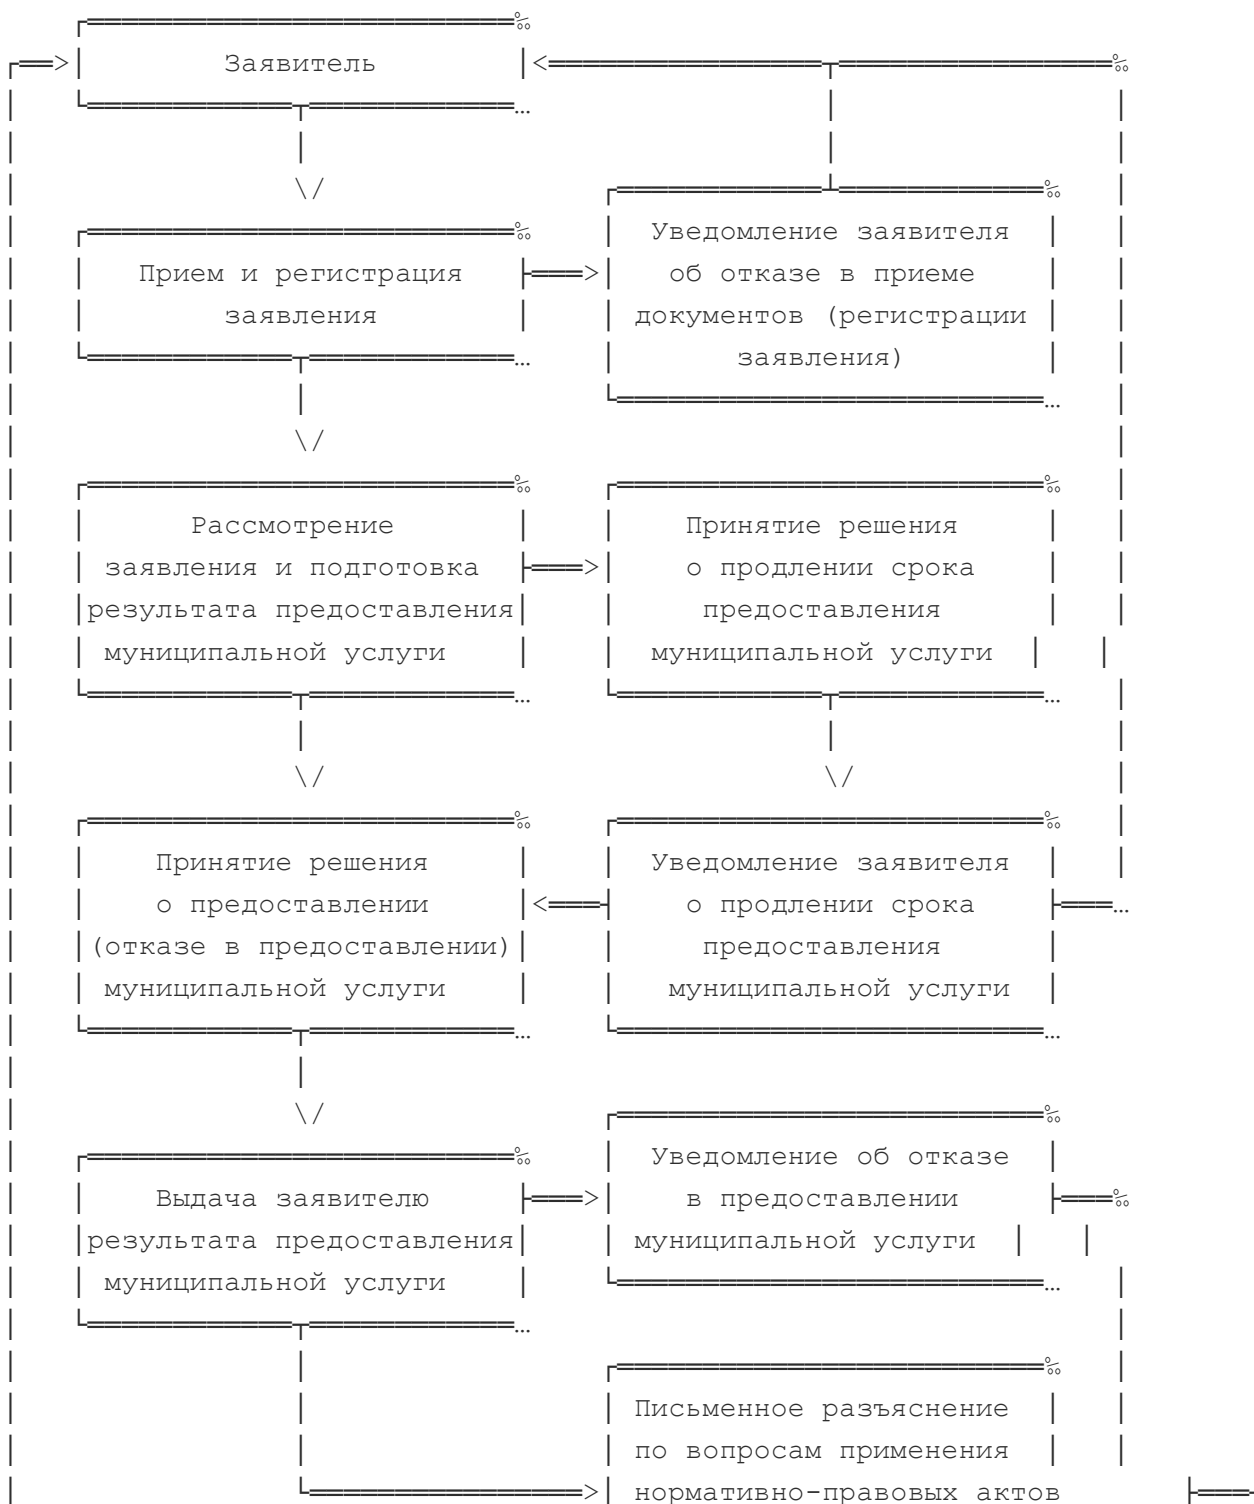 Заявитель
Прием и регистрация
заявления
Уведомление заявителя
об отказе в приеме
документов (регистрации
заявления)
Рассмотрение
заявления и подготовка
результата предоставления
муниципальной услуги
Принятие решения
о продлении срока
предоставления
муниципальной услуги
Принятие решения
о предоставлении
(отказе в предоставлении)
муниципальной услуги
Уведомление заявителя
о продлении срока
предоставления
муниципальной услуги
Выдача заявителю
результата предоставления
муниципальной услуги
Уведомление об отказе
в предоставлении
муниципальной услуги
Письменное разъяснение
по вопросам применения
нормативно-правовых актов